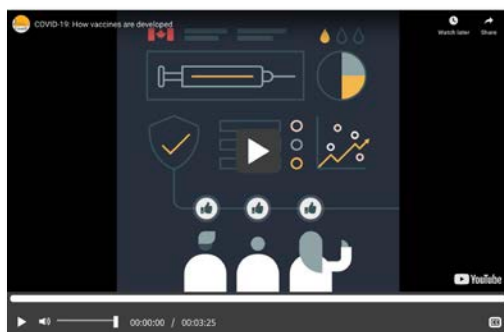 COVID-19: How vaccines are developed
Watch later
Share
YouTube
00:00:00 / 00:03:25